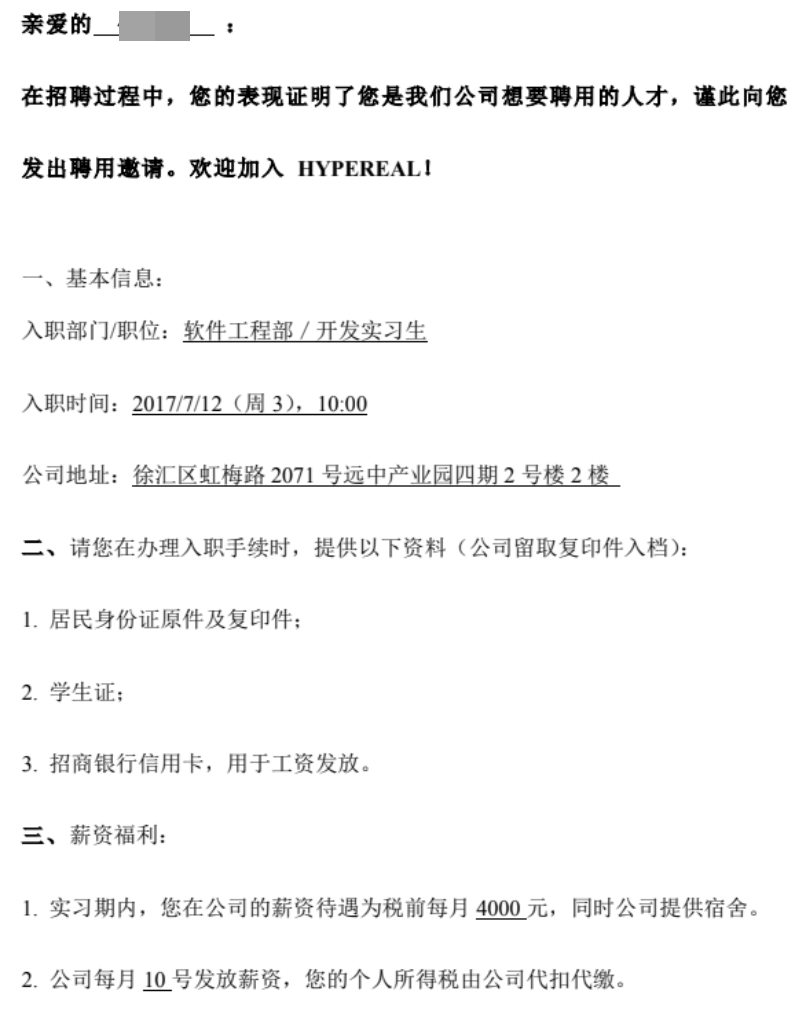 亲爱的 ：
在招聘过程中，您的表现证明了您是我们公司想要聘用的人才，谨此向您
发出聘用邀请。欢迎加入 HYPEREAL！
一、基本信息：
入职部门/职位：软件工程部 / 开发实习生
入职时间：2017/7/12（周 3），10:00
公司地址：徐汇区虹梅路 2071 号远中产业园四期 2 号楼 2 楼
二、请您在办理入职手续时，提供以下资料（公司留取复印件入档）：
1. 居民身份证原件及复印件；
2. 学生证；
3. 招商银行信用卡，用于工资发放。
三、薪资福利：
1. 实习期内，您在公司的薪资待遇为税前每月 4000 元，同时公司提供宿舍。
2. 公司每月 10 号发放薪资，您的个人所得税由公司代扣代缴。